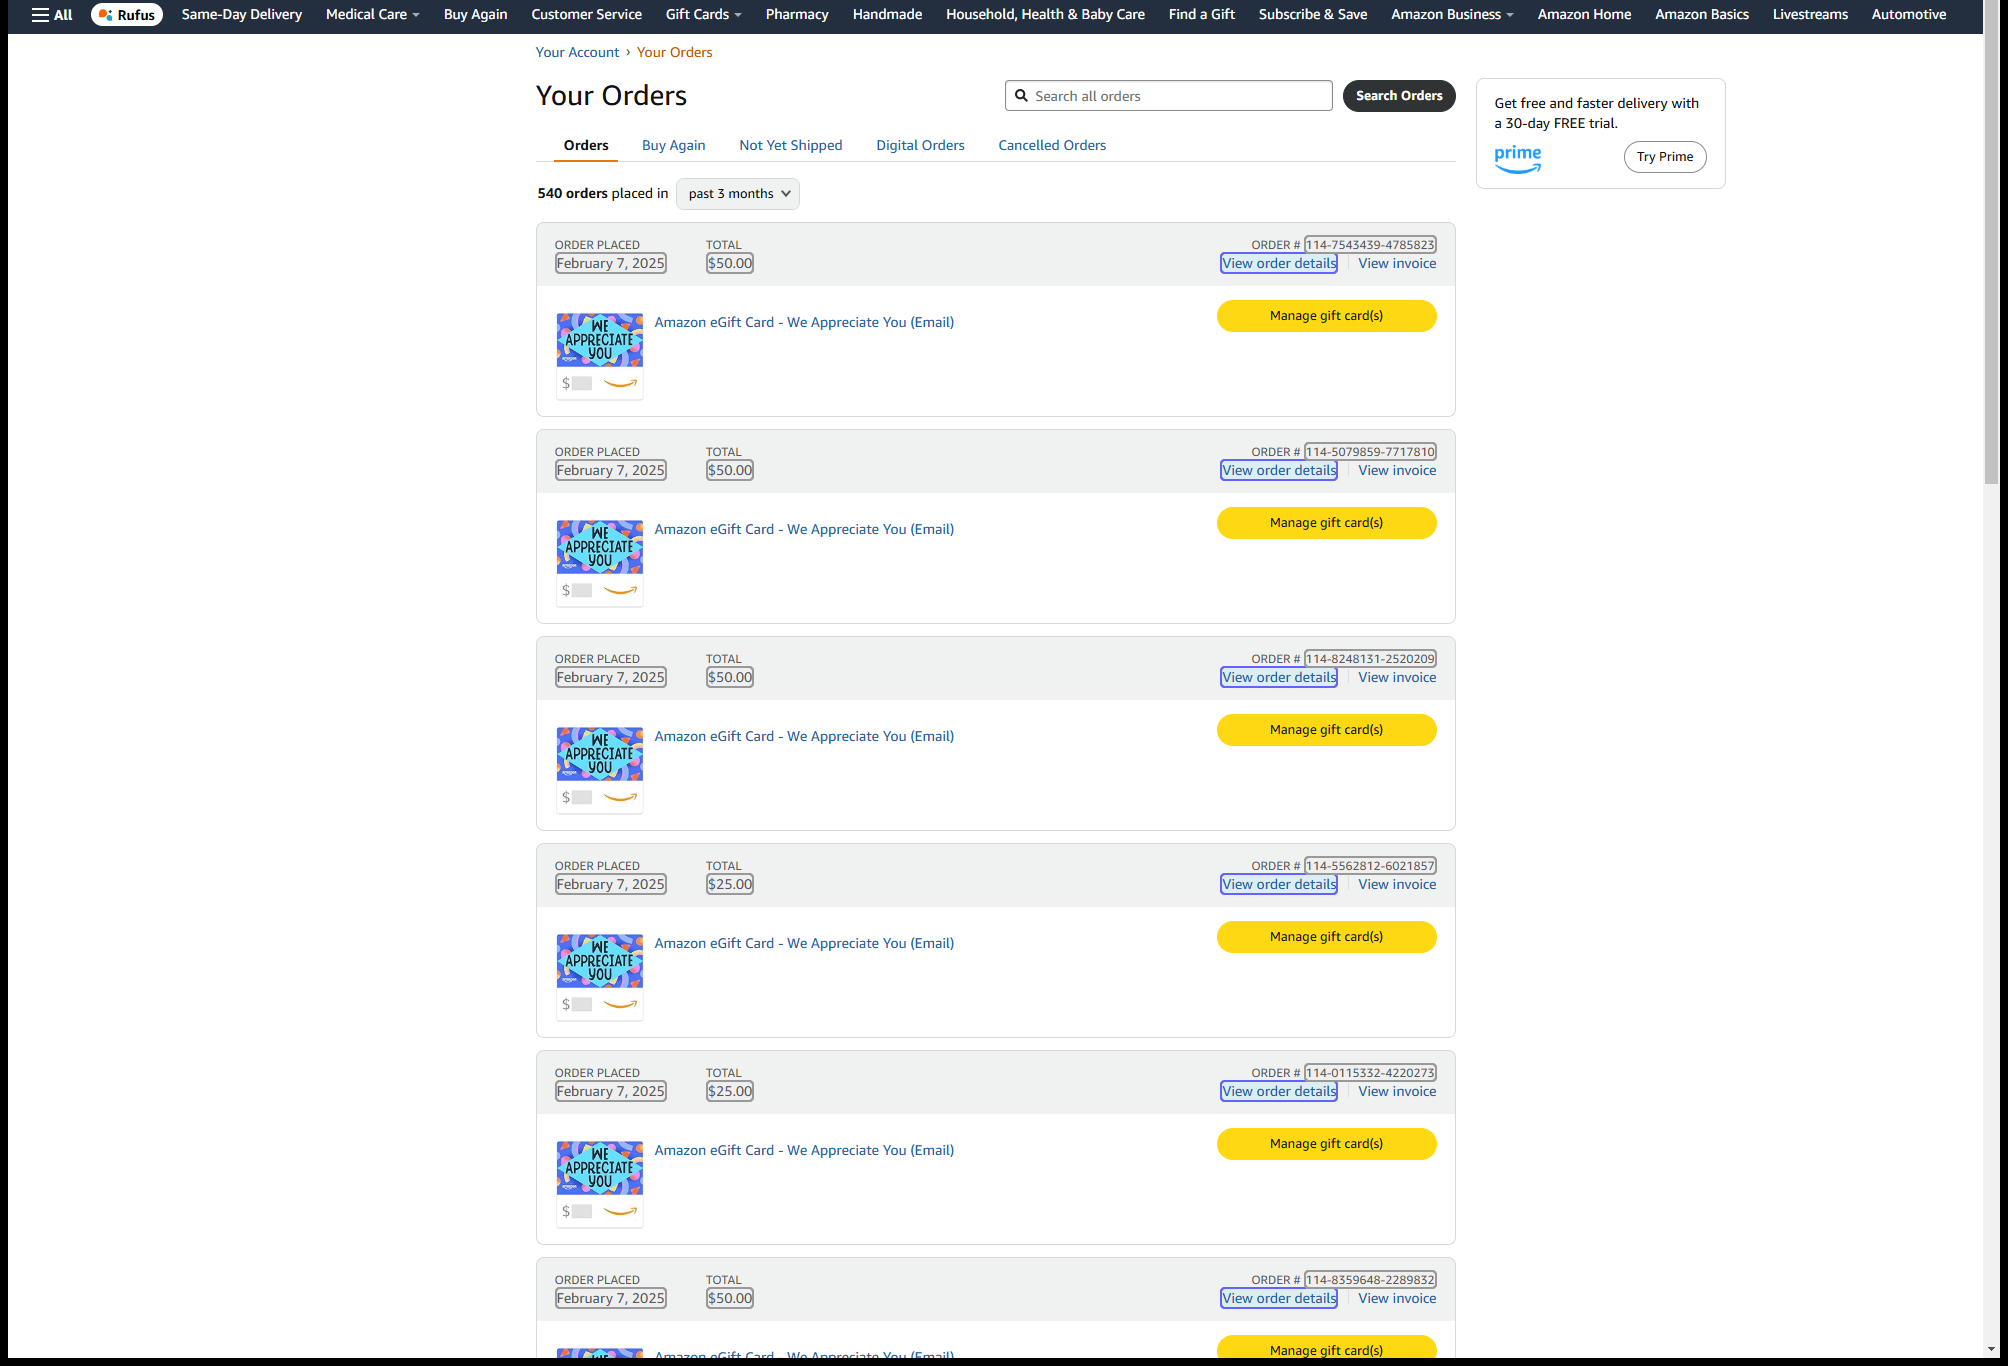 All Rufus Same-Day Delivery Medical Care Buy Again Customer Service Gift Cards Pharmacy Handmade Household, Health & Baby Care Find a Gift Subscribe & Save Amazon Business Amazon Home Amazon Basics Livestreams Automotive
Your Account › Your Orders
Your Orders
Search all orders
Search Orders
Get free and faster delivery with
a 30-day FREE trial.
prime
Try Prime
Orders Buy Again Not Yet Shipped Digital Orders Cancelled Orders
540 orders placed in past 3 months
ORDER PLACED TOTAL ORDER # 114-7543439-4785823
February 7, 2025 $50.00 View order details View invoice
WE
APPRECIATE
YOU
amazon
$
Amazon eGift Card - We Appreciate You (Email)
Manage gift card(s)
ORDER PLACED TOTAL ORDER # 114-5079859-7717810
February 7, 2025 $50.00 View order details View invoice
WE
APPRECIATE
YOU
amazon
$
Amazon eGift Card - We Appreciate You (Email)
Manage gift card(s)
ORDER PLACED TOTAL ORDER # 114-8248131-2520209
February 7, 2025 $50.00 View order details View invoice
WE
APPRECIATE
YOU
amazon
$
Amazon eGift Card - We Appreciate You (Email)
Manage gift card(s)
ORDER PLACED TOTAL ORDER # 114-5562812-6021857
February 7, 2025 $25.00 View order details View invoice
WE
APPRECIATE
YOU
amazon
$
Amazon eGift Card - We Appreciate You (Email)
Manage gift card(s)
ORDER PLACED TOTAL ORDER # 114-0115332-4220273
February 7, 2025 $25.00 View order details View invoice
WE
APPRECIATE
YOU
amazon
$
Amazon eGift Card - We Appreciate You (Email)
Manage gift card(s)
ORDER PLACED TOTAL ORDER # 114-8359648-2289832
February 7, 2025 $50.00 View order details View invoice
Amazon eGift Card - We Appreciate You (Email)
Manage gift card(s)